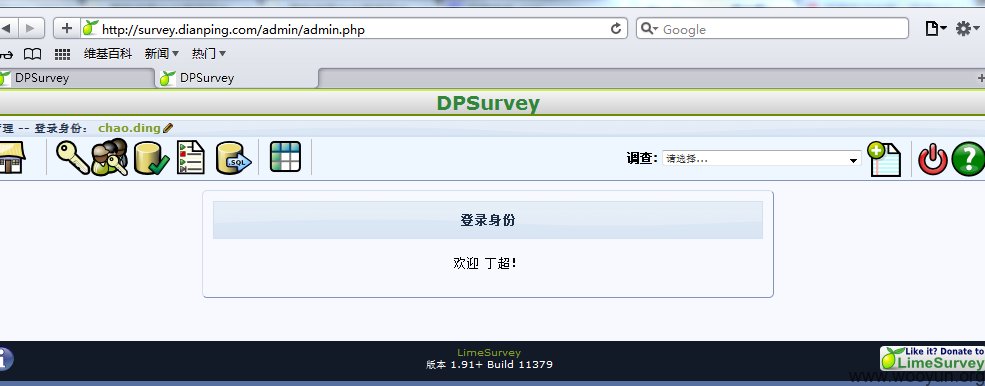 http://survey.dianping.com/admin/admin.php
Google
维基百科 新闻 热门
DPSurvey
DPSurvey
DPSurvey
理 -- 登录身份: chao.ding
SQL
调查: 请选择...
登录身份
欢迎 丁超!
LimeSurvey
版本 1.91+ Build 11379
Like it? Donate to
LimeSurvey
www.wooyun.org